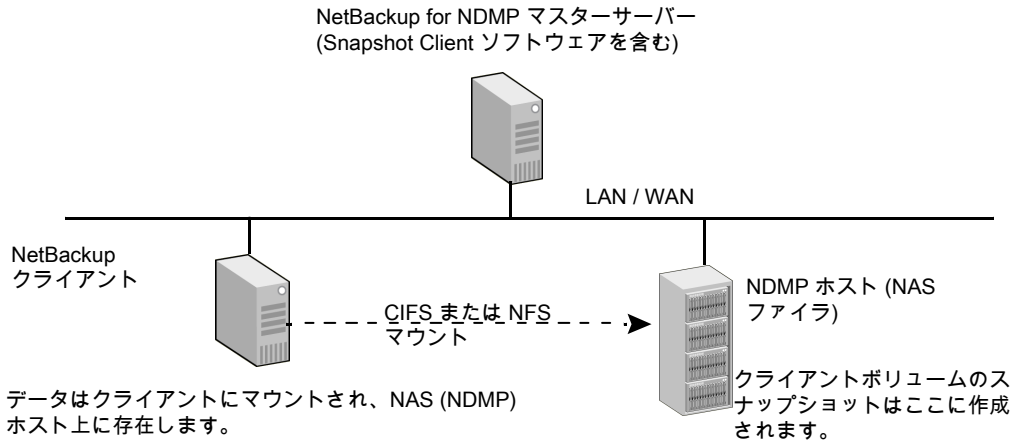 NetBackup for NDMP マスターサーバー
(Snapshot Client ソフトウェアを含む)
LAN / WAN
NetBackup
クライアント
CIFS または NFS
マウント
NDMP ホスト (NAS
ファイラ)
データはクライアントにマウントされ、NAS (NDMP)
ホスト上に存在します。
クライアントボリュームのス
ナップショットはここに作成
されます。